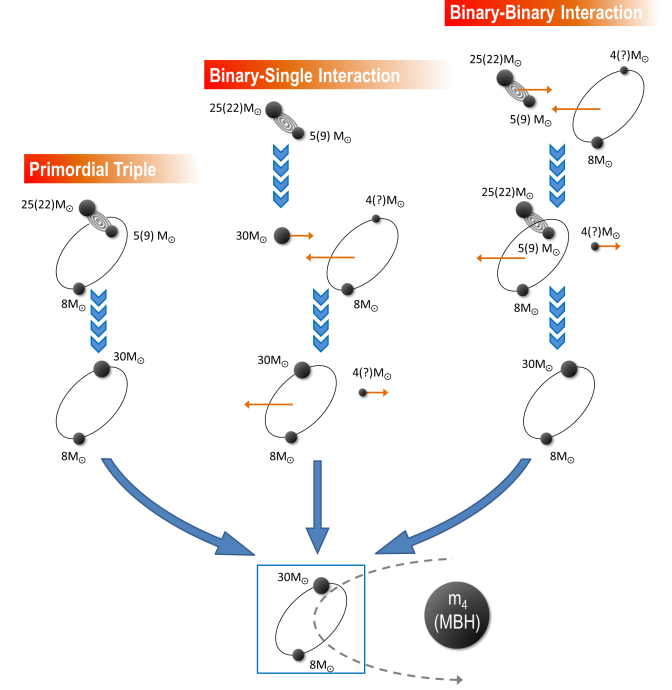 Binary-Binary Interaction
25(22)M⊙
4(?)M⊙
5(9) M⊙
8M⊙
25(22)M⊙
4(?)M⊙
5(9) M⊙
8M⊙
30M⊙
8M⊙
Binary-Single Interaction
25(22)M⊙
5(9) M⊙
4(?)M⊙
30M⊙
8M⊙
30M⊙
4(?)M⊙
8M⊙
Primordial Triple
25(22)M⊙
5(9) M⊙
8M⊙
30M⊙
8M⊙
30M⊙
8M⊙
m₄
(MBH)